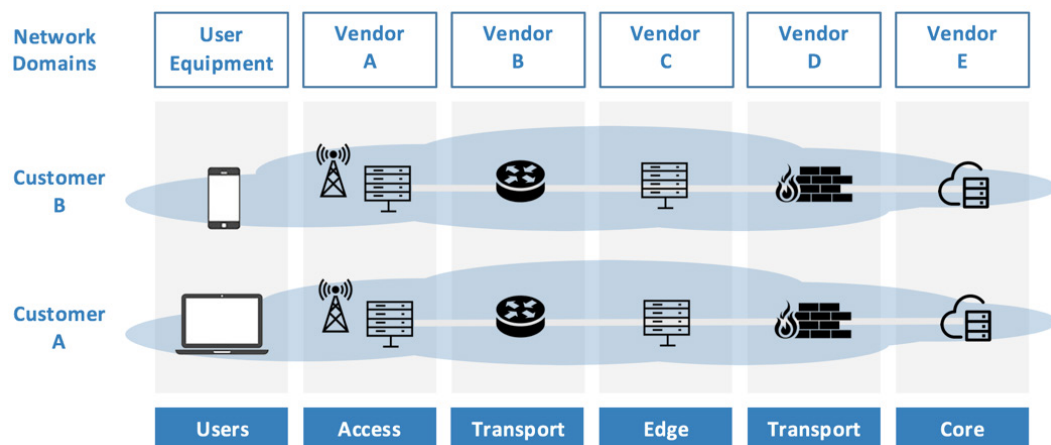 Network
Domains
User
Equipment
Vendor
A
Vendor
B
Vendor
C
Vendor
D
Vendor
E
Customer
B
Customer
A
Users
Access
Transport
Edge
Transport
Core